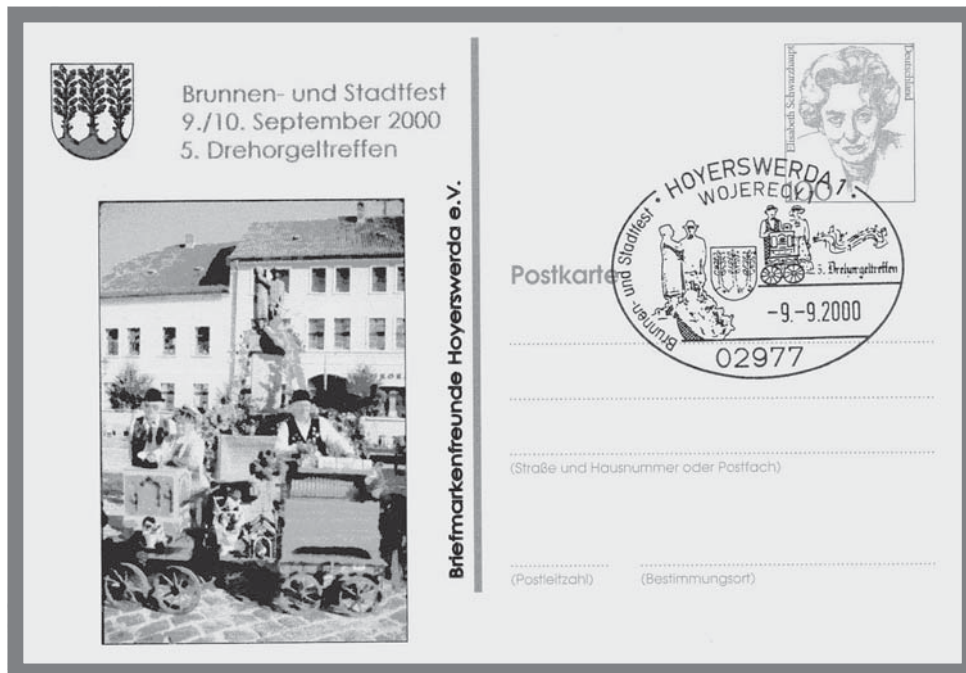 Brunnen- und Stadtfest
9./10. September 2000
5. Drehorgeltreffen
Briefmarkenfreunde Hoyerswerda e.V.
Elisabeth Schwarzhaupt
Deutschland
100
HOYERSWERDA 1
WOJERECY
Brunnen- und Stadtfest
5. Drehorgeltreffen
-9.-9.2000
02977
Postkarte
(Straße und Hausnummer oder Postfach)
(Postleitzahl)
(Bestimmungsort)